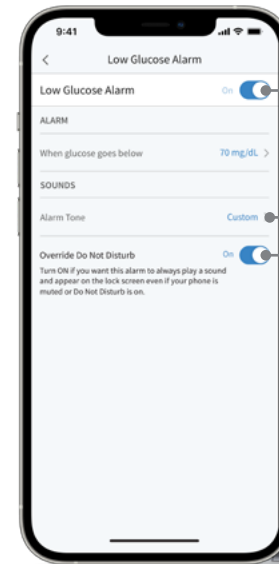 9:41
Low Glucose Alarm
Low Glucose Alarm On
ALARM
When glucose goes below 70 mg/dL
SOUNDS
Alarm Tone Custom
Override Do Not Disturb On
Turn ON if you want this alarm to always play a sound
and appear on the lock screen even if your phone is
muted or Do Not Disturb is on.